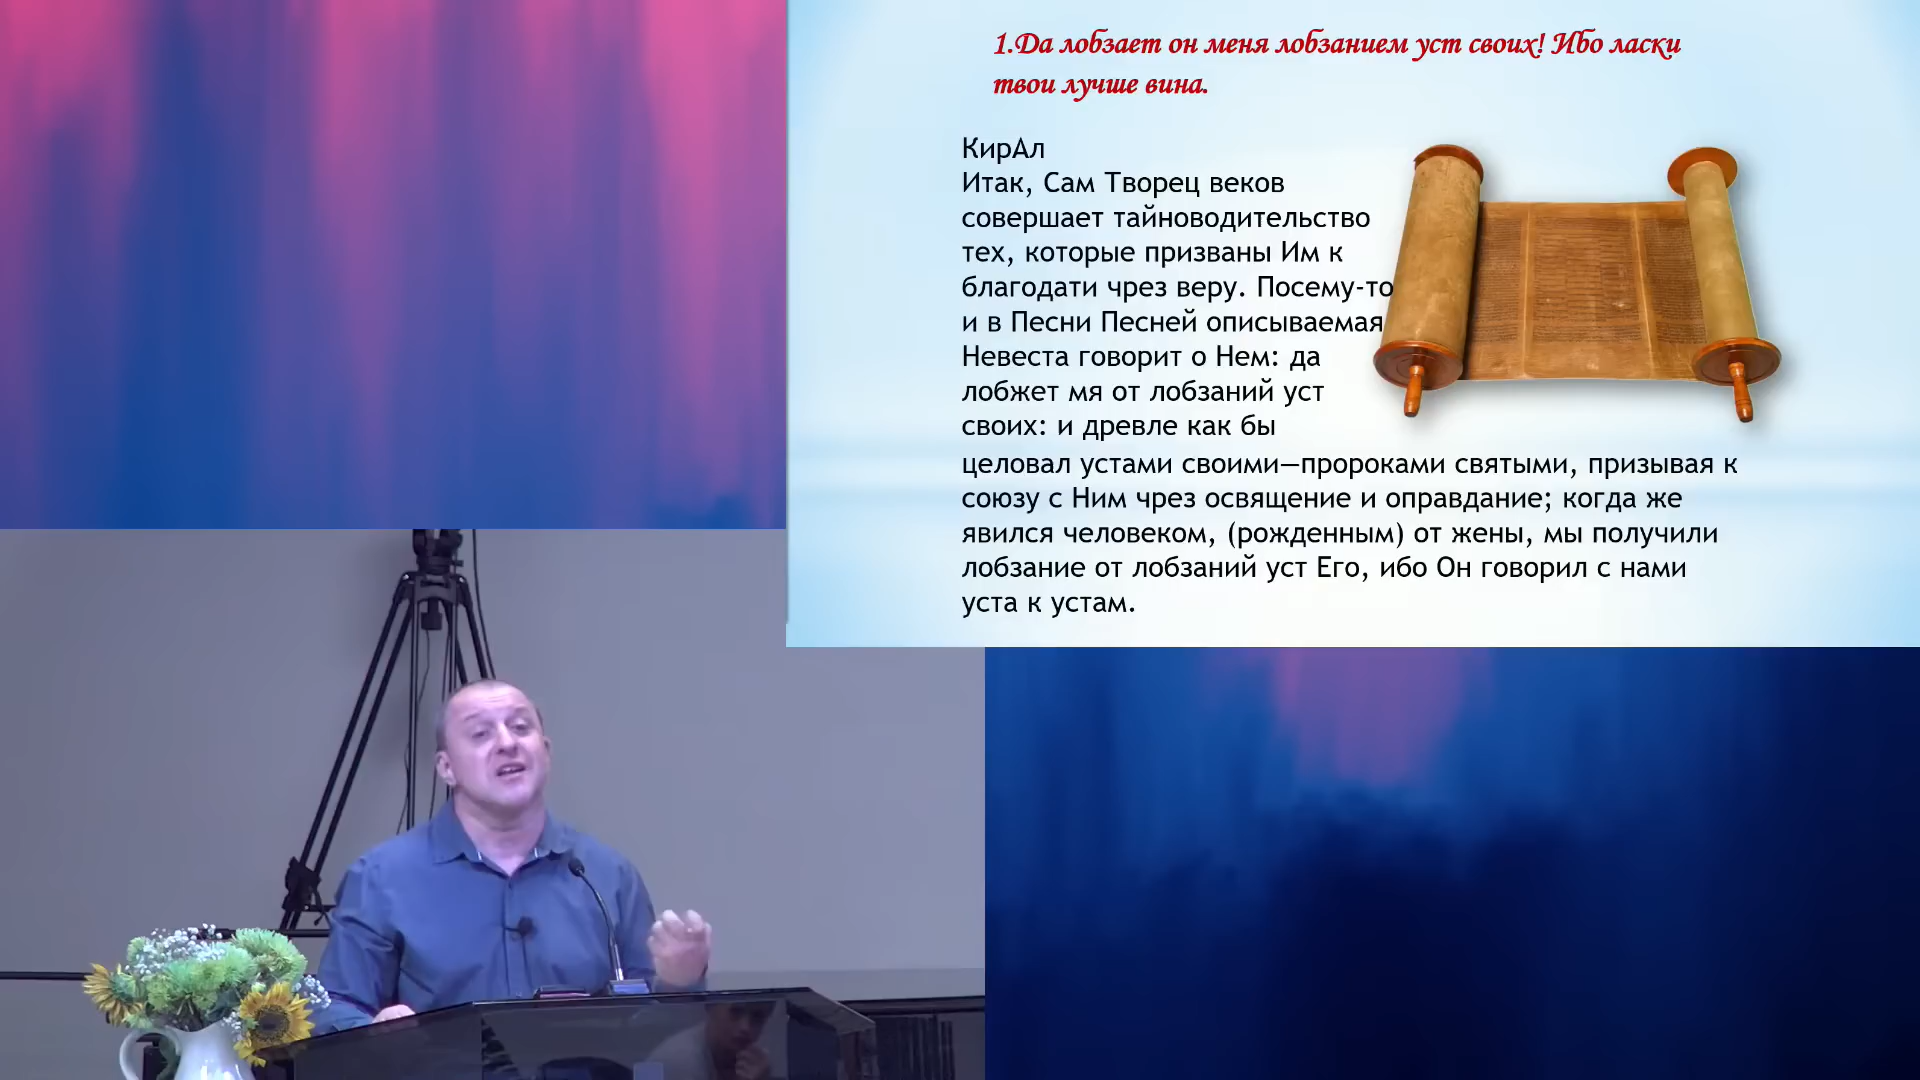 1.Да лобзает он меня лобзанием уст своих! Ибо ласки
твои лучше вина.
КирАл
Итак, Сам Творец веков
совершает тайноводительство
тех, которые призваны Им к
благодати чрез веру. Посему-то
и в Песни Песней описываемая
Невеста говорит о Нем: да
лобжет мя от лобзаний уст
своих: и древле как бы
целовал устами своими—пророками святыми, призывая к
союзу с Ним чрез освящение и оправдание; когда же
явился человеком, (рожденным) от жены, мы получили
лобзание от лобзаний уст Его, ибо Он говорил с нами
уста к устам.